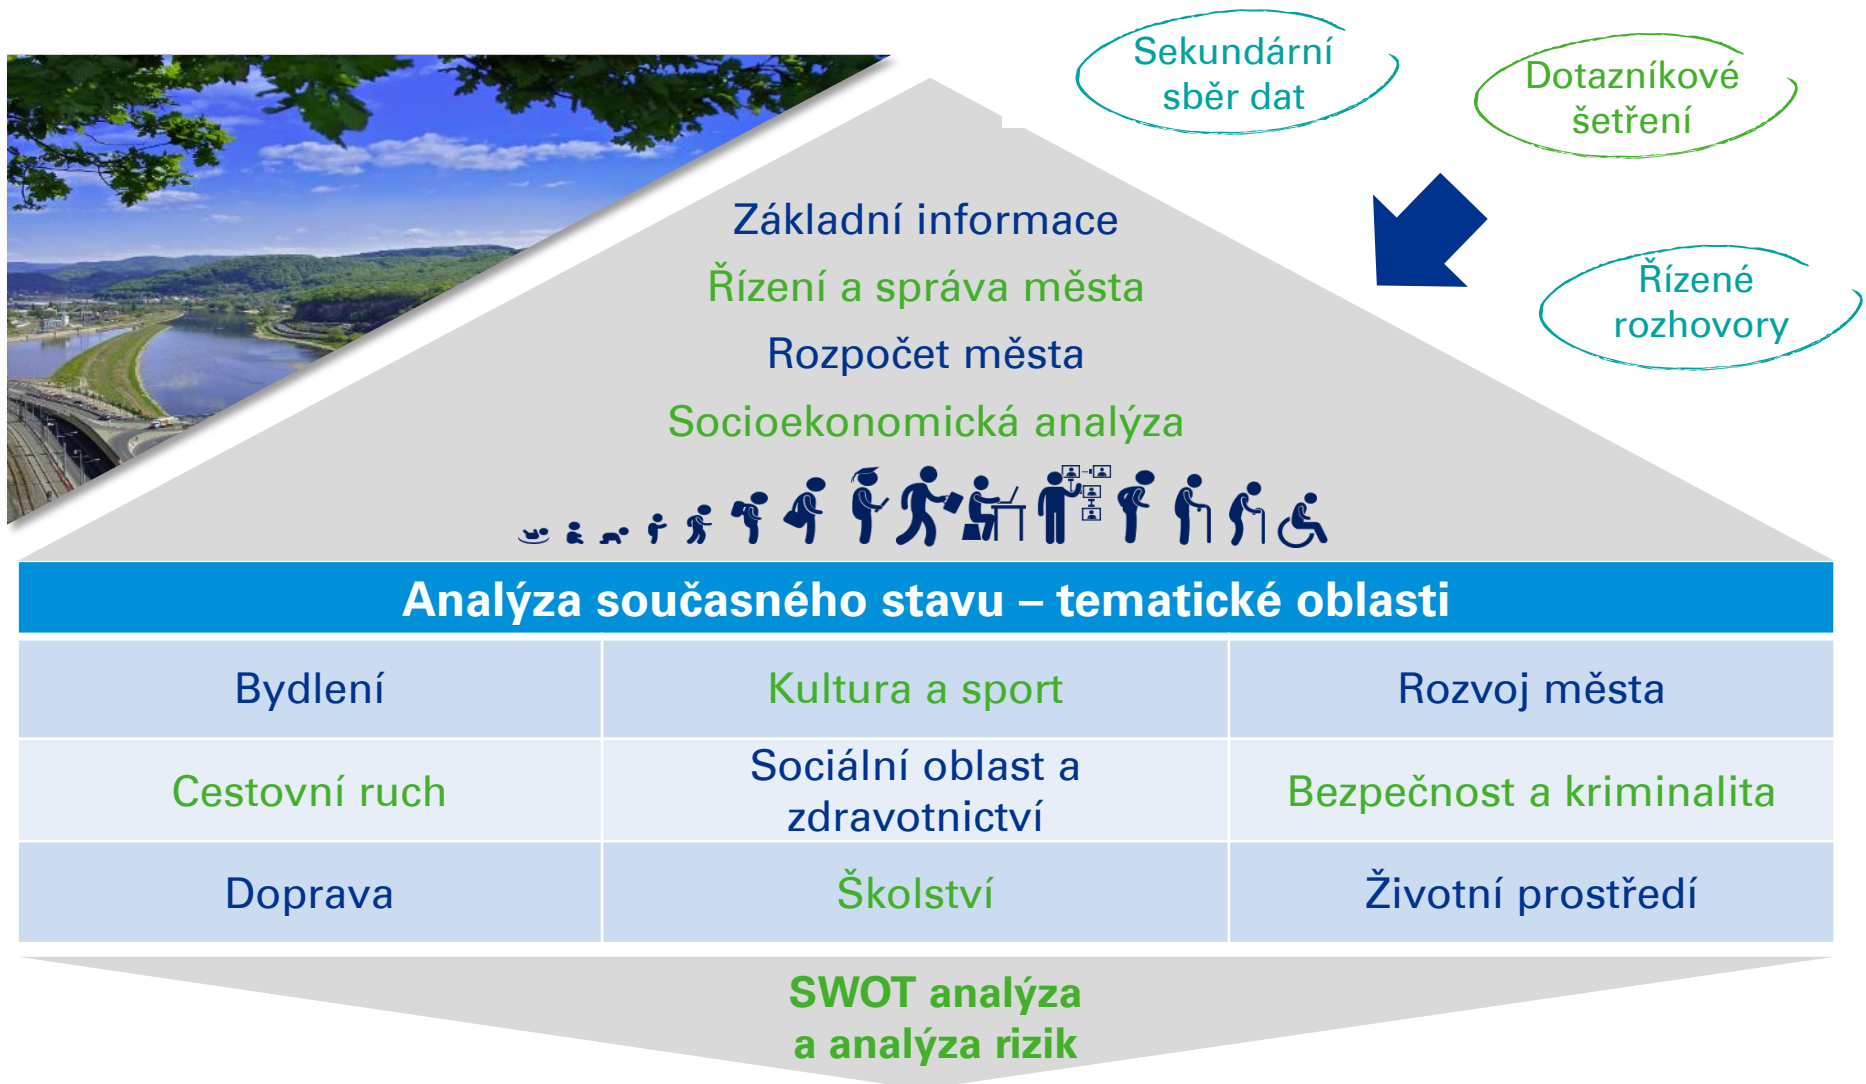 Sekundární
sběr dat
Dotazníkové
šetření
Řízené
rozhovory
Základní informace
Řízení a správa města
Rozpočet města
Socioekonomická analýza
Analýza současného stavu – tematické oblasti
Bydlení
Kultura a sport
Rozvoj města
Cestovní ruch
Sociální oblast a
zdravotnictví
Bezpečnost a kriminalita
Doprava
Školství
Životní prostředí
SWOT analýza
a analýza rizik